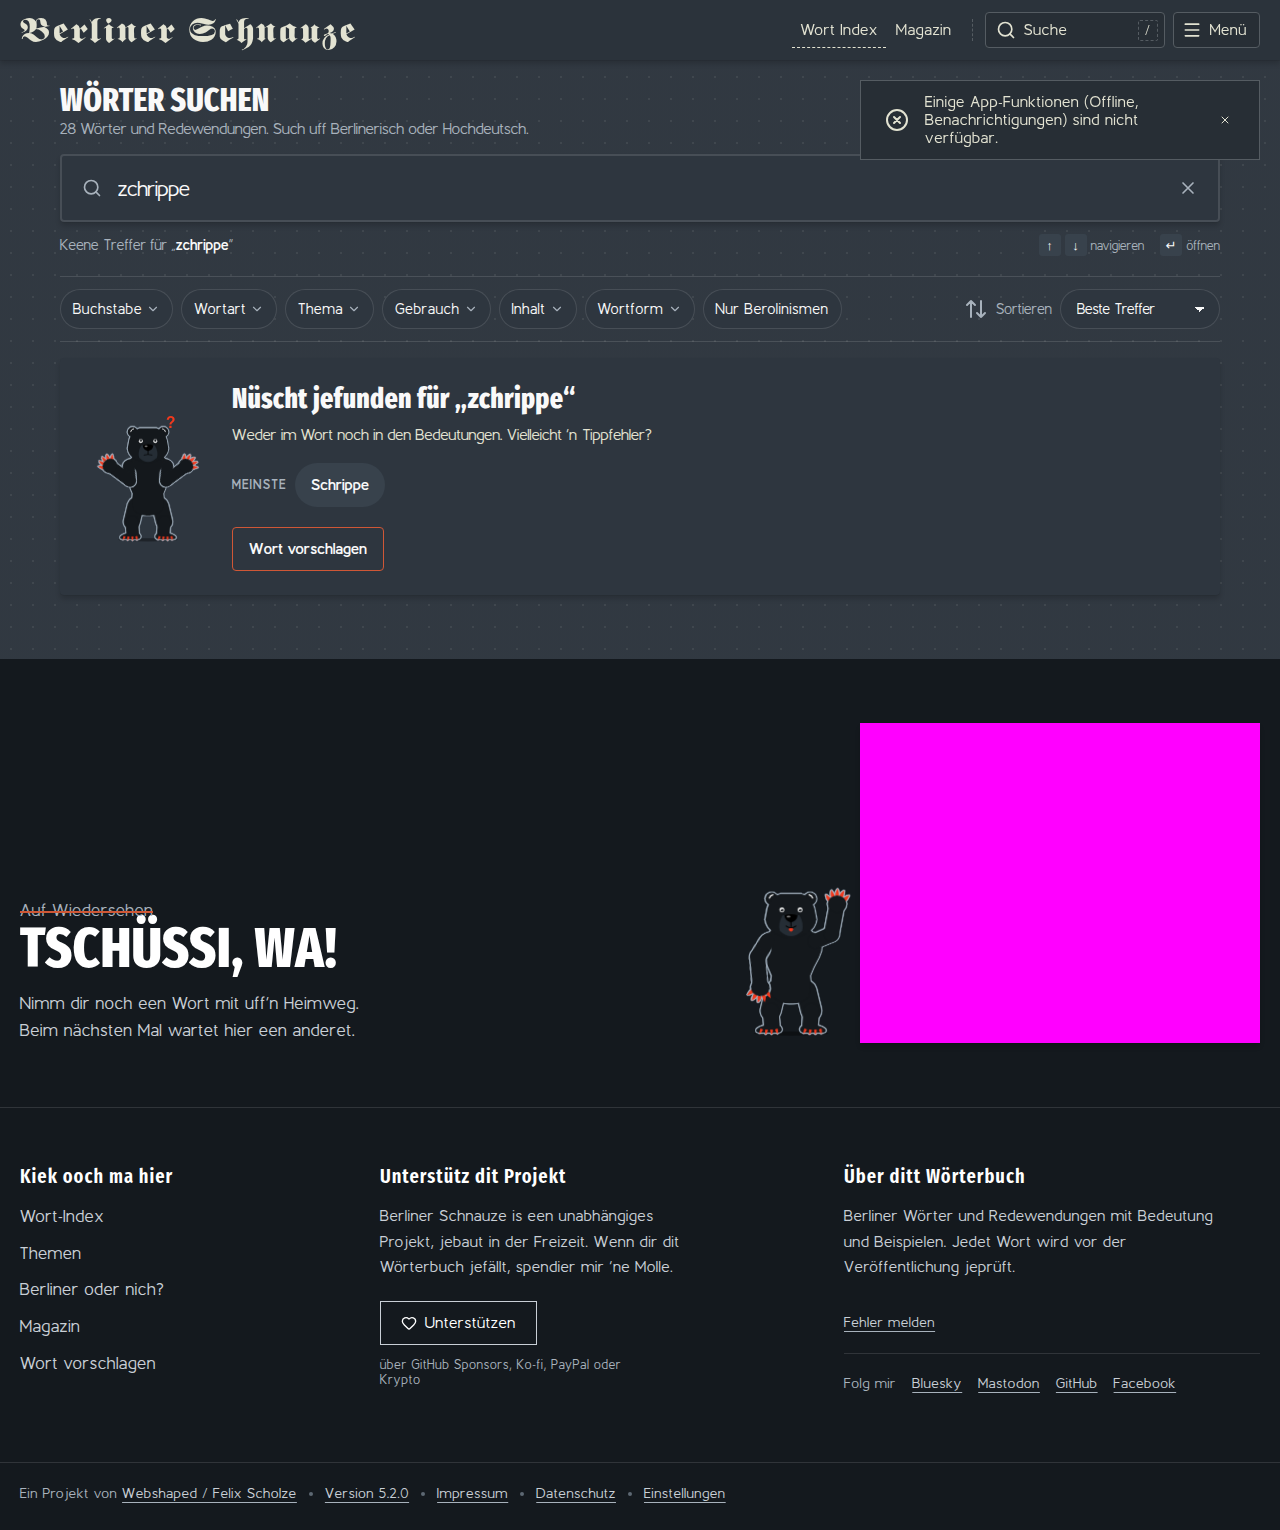 Berliner Schnauze
Wort Index
Magazin
Suche
/
Menü
WÖRTER SUCHEN
28 Wörter und Redewendungen. Such uff Berlinerisch oder Hochdeutsch.
Einige App-Funktionen (Offline,
Benachrichtigungen) sind nicht
verfügbar.
zchrippe
Keene Treffer für „zchrippe“
↑ ↓ navigieren ↵ öffnen
Buchstabe
Wortart
Thema
Gebrauch
Inhalt
Wortform
Nur Berolinismen
Sortieren
Beste Treffer
?
Nüscht jefunden für „zchrippe“
Weder im Wort noch in den Bedeutungen. Vielleicht ’n Tippfehler?
MEINSTE
Schrippe
Wort vorschlagen
Auf Wiedersehen
TSCHÜSSI, WA!
Nimm dir noch een Wort mit uff’n Heimweg.
Beim nächsten Mal wartet hier een anderet.
Kiek ooch ma hier
Wort-Index
Themen
Berliner oder nich?
Magazin
Wort vorschlagen
Unterstütz dit Projekt
Berliner Schnauze is een unabhängiges
Projekt, jebaut in der Freizeit. Wenn dir dit
Wörterbuch jefällt, spendier mir ’ne Molle.
Unterstützen
über GitHub Sponsors, Ko-fi, PayPal oder
Krypto
Über ditt Wörterbuch
Berliner Wörter und Redewendungen mit Bedeutung
und Beispielen. Jedet Wort wird vor der
Veröffentlichung jeprüft.
Fehler melden
Folg mir Bluesky Mastodon GitHub Facebook
Ein Projekt von Webshaped / Felix Scholze • Version 5.2.0 • Impressum • Datenschutz • Einstellungen